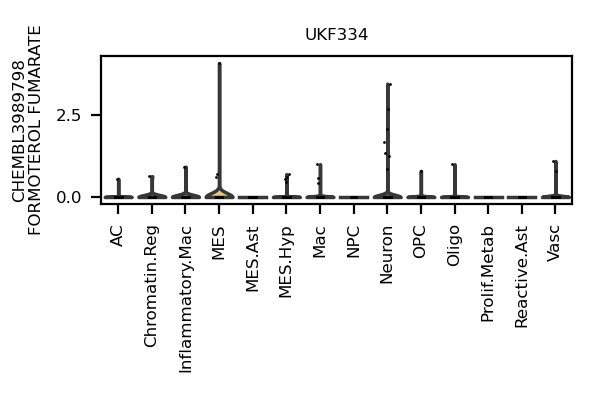 UKF334
CHEMBL3989798
FORMOTEROL FUMARATE
2.5
0.0
AC
Chromatin.Reg
Inflammatory.Mac
MES
MES.Ast
MES.Hyp
Mac
NPC
Neuron
OPC
Oligo
Prolif.Metab
Reactive.Ast
Vasc